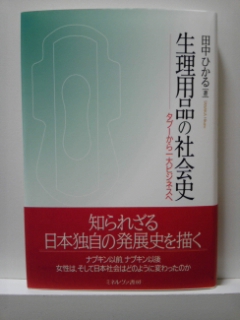 田中ひかる[著]
生理用品の社会史
タブーから一大ビジネスへ
知られざる
日本独自の発展史を描く
ナプキン以前、ナプキン以後
女性は、そして日本社会はどのように変わったのか
ミネルヴァ書房